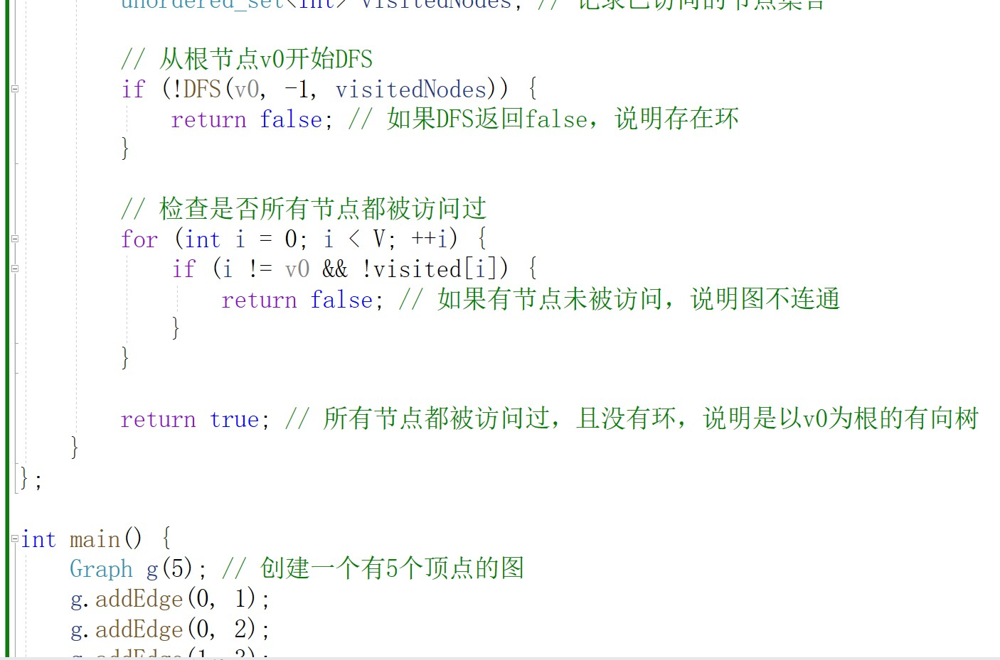 unordered_set<int> visitedNodes; // 记录已访问的节点集合
// 从根节点v0开始DFS
if (!DFS(v0, -1, visitedNodes)) {
return false; // 如果DFS返回false，说明存在环
}
// 检查是否所有节点都被访问过
for (int i = 0; i < V; ++i) {
if (i != v0 && !visited[i]) {
return false; // 如果有节点未被访问，说明图不连通
}
}
return true; // 所有节点都被访问过，且没有环，说明是以v0为根的有向树
}
};
int main() {
Graph g(5); // 创建一个有5个顶点的图
g.addEdge(0, 1);
g.addEdge(0, 2);